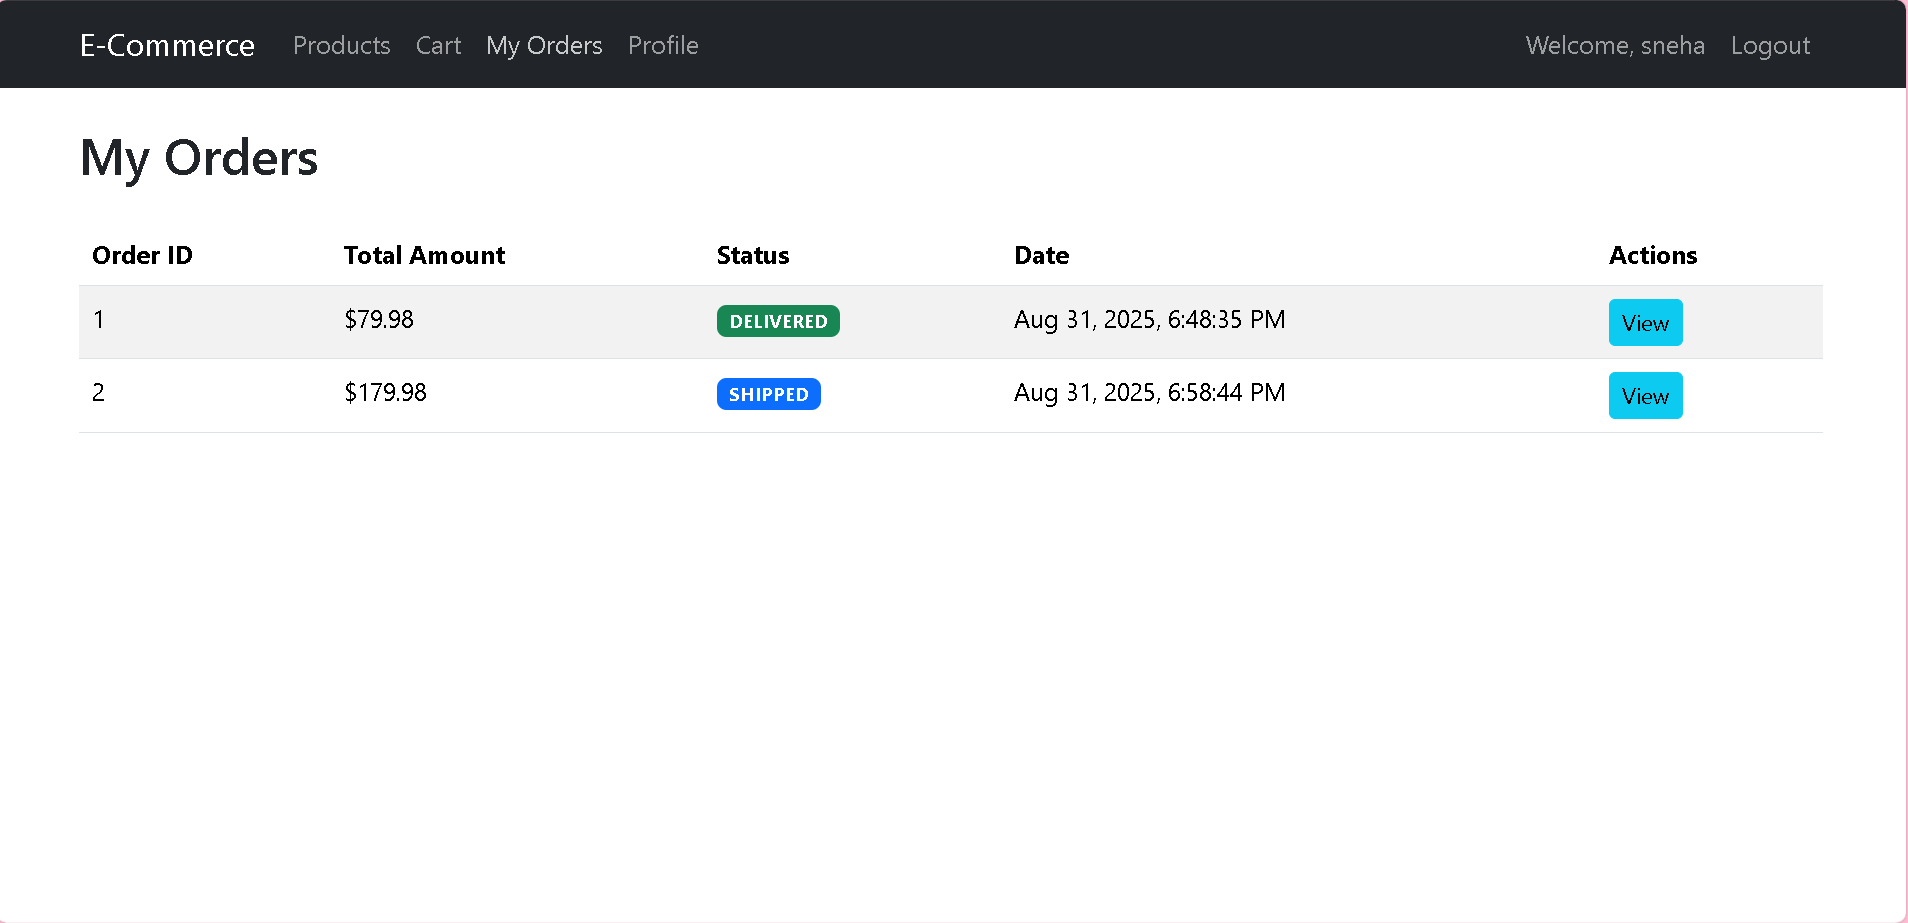 E-Commerce Products Cart My Orders Profile Welcome, sneha Logout
My Orders
Order ID Total Amount Status Date Actions
1 $79.98 DELIVERED Aug 31, 2025, 6:48:35 PM View
2 $179.98 SHIPPED Aug 31, 2025, 6:58:44 PM View